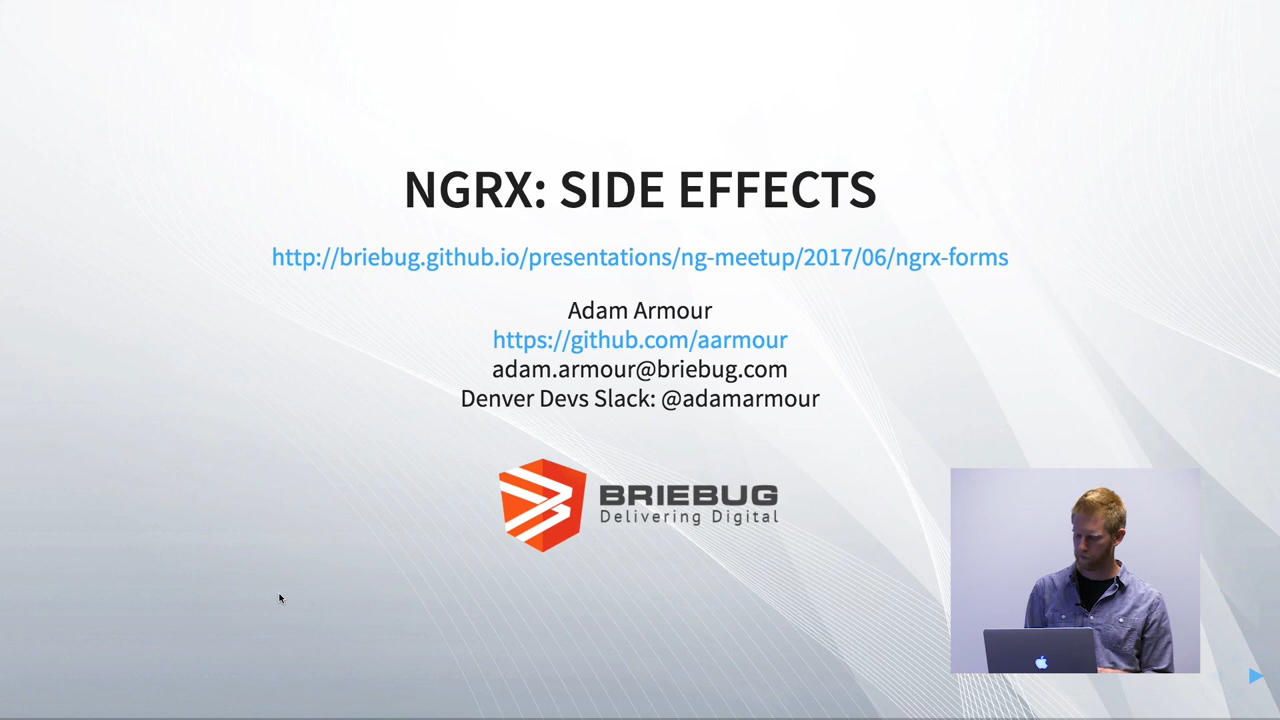 NGRX: SIDE EFFECTS
http://briebug.github.io/presentations/ng-meetup/2017/06/ngrx-forms
Adam Armour
https://github.com/aarmour
adam.armour@briebug.com
Denver Devs Slack: @adamarmour
BRIEBUG
Delivering Digital